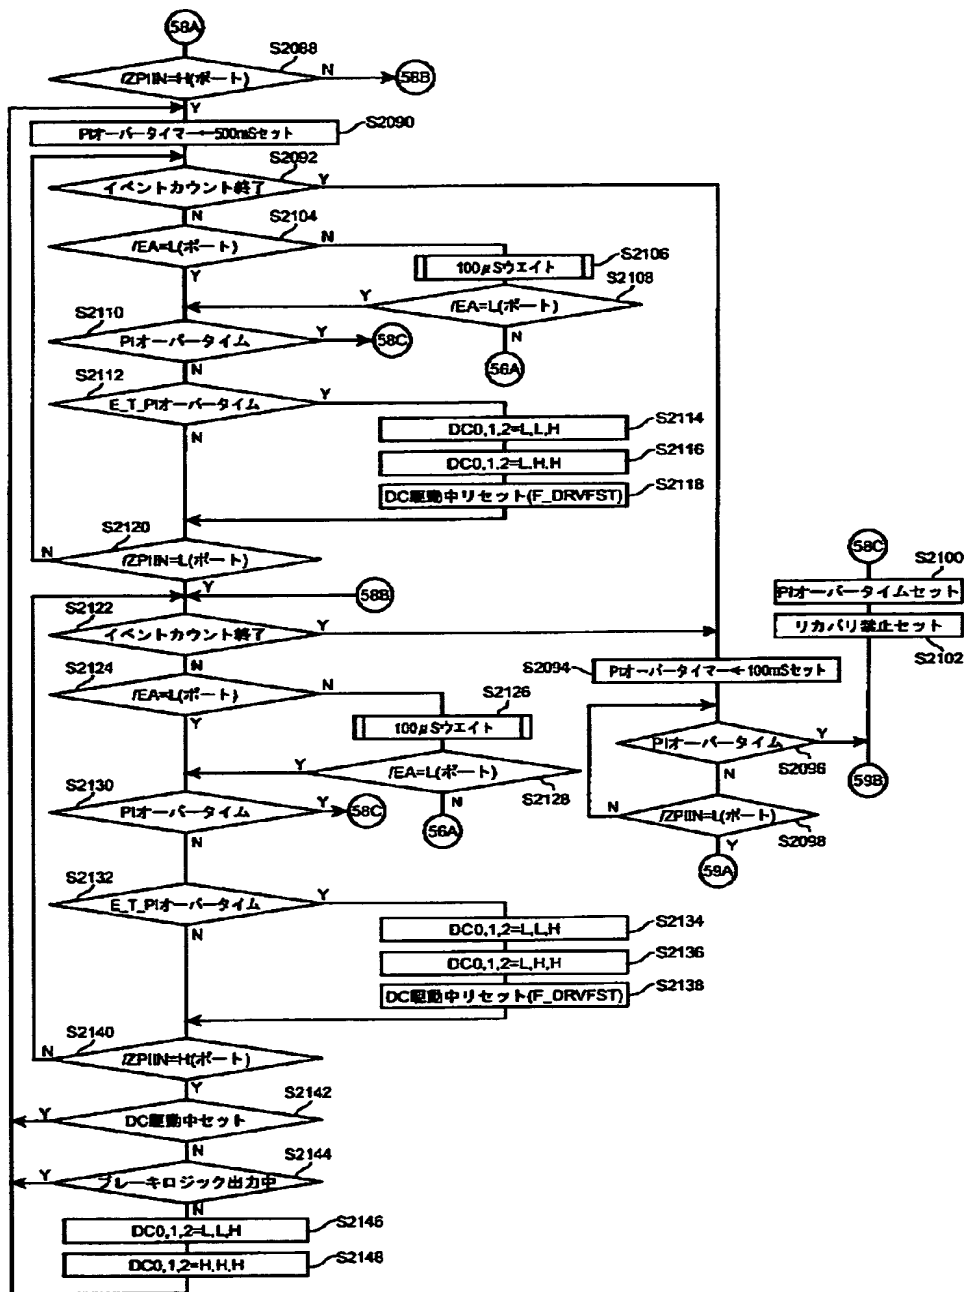 58A
S2088
/ZPIIN=H(ポート)
N
58B
Y
S2090
PIオーバータイマー←500mSセット
S2092
イベントカウント終了
Y
N
S2104
/EA=L(ポート)
N
Y
S2106
100μSウエイト
S2108
/EA=L(ポート)
Y
N
56A
S2110
PIオーバータイム
Y
58C
N
S2112
E_T_PIオーバータイム
Y
N
S2114
DC0,1,2=L,L,H
S2116
DC0,1,2=L,H,H
S2118
DC駆動中リセット(F_DRVFST)
S2120
N
/ZPIIN=L(ポート)
Y
58B
S2122
イベントカウント終了
Y
N
S2124
/EA=L(ポート)
N
Y
S2126
100μSウエイト
Y
/EA=L(ポート)
S2128
N
56A
S2130
PIオーバータイム
Y
58C
N
S2132
E_T_PIオーバータイム
Y
N
S2134
DC0,1,2=L,L,H
S2136
DC0,1,2=L,H,H
S2138
DC駆動中リセット(F_DRVFST)
S2140
N
/ZPIIN=H(ポート)
Y
S2142
Y
DC駆動中セット
N
S2144
Y
ブレーキロジック出力中
N
S2146
DC0,1,2=L,L,H
S2148
DC0,1,2=H,H,H
58C
S2100
PIオーバータイムセット
リカバリ禁止セット
S2102
S2094
PIオーバータイマー←100mSセット
PIオーバータイム
Y
S2096
N
59B
N
/ZPIIN=L(ポート)
S2098
Y
59A